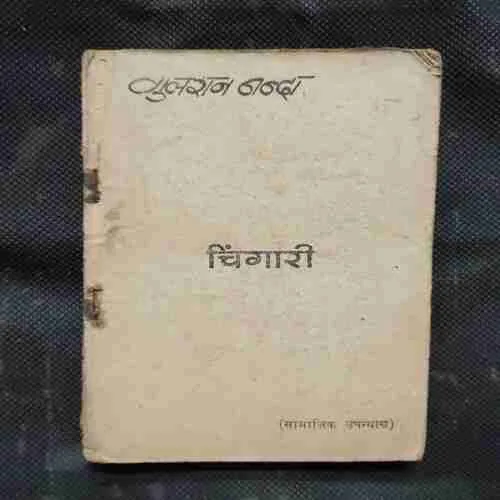 गुलशन नन्दा
चिंगारी
(सामाजिक उपन्यास)